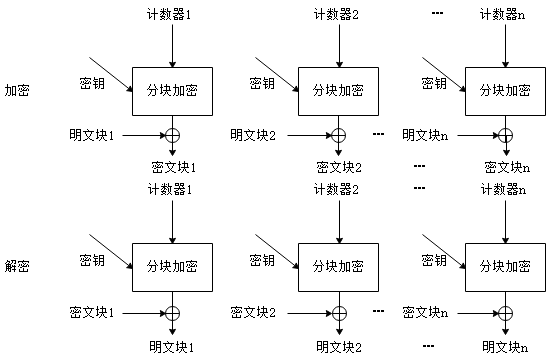 计数器1 计数器2 --- 计数器n
加密 密钥 分块加密 密钥 分块加密 密钥 分块加密
明文块1 明文块2 --- 明文块n
密文块1 密文块2 --- 密文块n
计数器1 计数器2 --- 计数器n
解密 密钥 分块加密 密钥 分块加密 密钥 分块加密
密文块1 密文块2 --- 密文块n
明文块1 明文块2 --- 明文块n